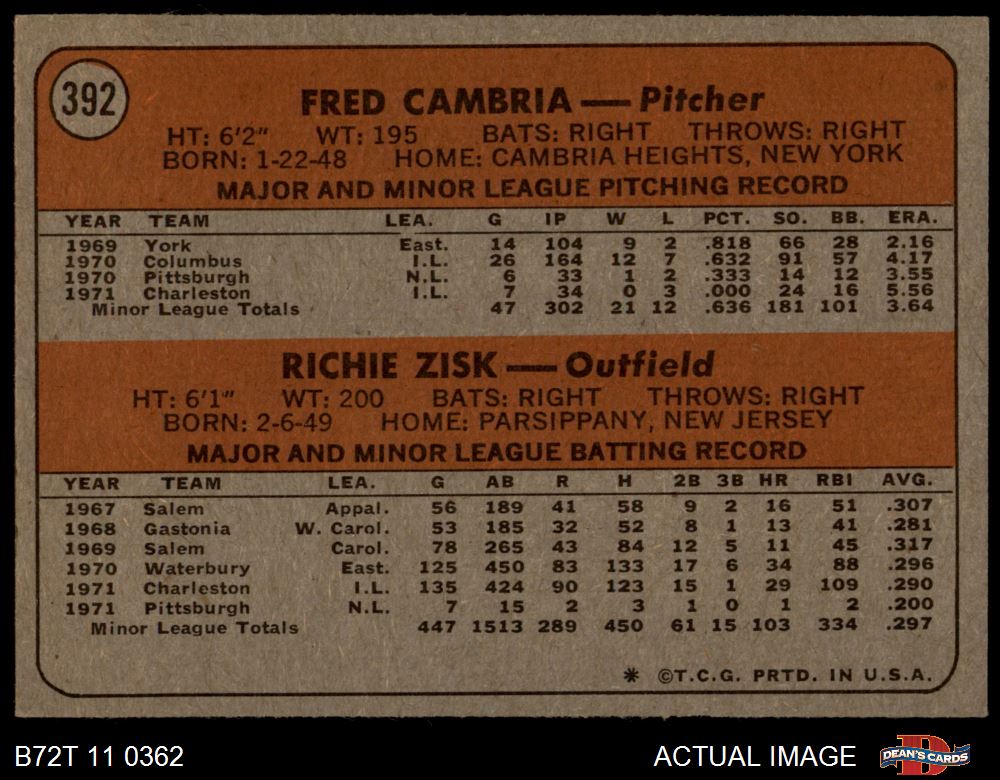 392
FRED CAMBRIA — Pitcher
HT: 6'2" WT: 195 BATS: RIGHT THROWS: RIGHT
BORN: 1-22-48 HOME: CAMBRIA HEIGHTS, NEW YORK
MAJOR AND MINOR LEAGUE PITCHING RECORD
YEAR TEAM LEA. G IP W L PCT. SO. BB. ERA.
1969 York East. 14 104 9 2 .818 66 28 2.16
1970 Columbus I.L. 26 164 12 7 .632 91 57 4.17
1970 Pittsburgh N.L. 6 33 1 2 .333 14 12 3.55
1971 Charleston I.L. 7 34 0 3 .000 24 16 5.56
Minor League Totals 47 302 21 12 .636 181 101 3.64
RICHIE ZISK — Outfield
HT: 6'1" WT: 200 BATS: RIGHT THROWS: RIGHT
BORN: 2-6-49 HOME: PARSIPPANY, NEW JERSEY
MAJOR AND MINOR LEAGUE BATTING RECORD
YEAR TEAM LEA. G AB R H 2B 3B HR RBI AVG.
1967 Salem Appal. 56 189 41 58 9 2 16 51 .307
1968 Gastonia W. Carol. 53 185 32 52 8 1 13 41 .281
1969 Salem Carol. 78 265 43 84 12 5 11 45 .317
1970 Waterbury East. 125 450 83 133 17 6 34 88 .296
1971 Charleston I.L. 135 424 90 123 15 1 29 109 .290
1971 Pittsburgh N.L. 7 15 2 3 1 0 1 2 .200
Minor League Totals 447 1513 289 450 61 15 103 334 .297
* ©T.C.G. PRTD. IN U.S.A.
B72T 11 0362 ACTUAL IMAGE DEAN'S CARDS